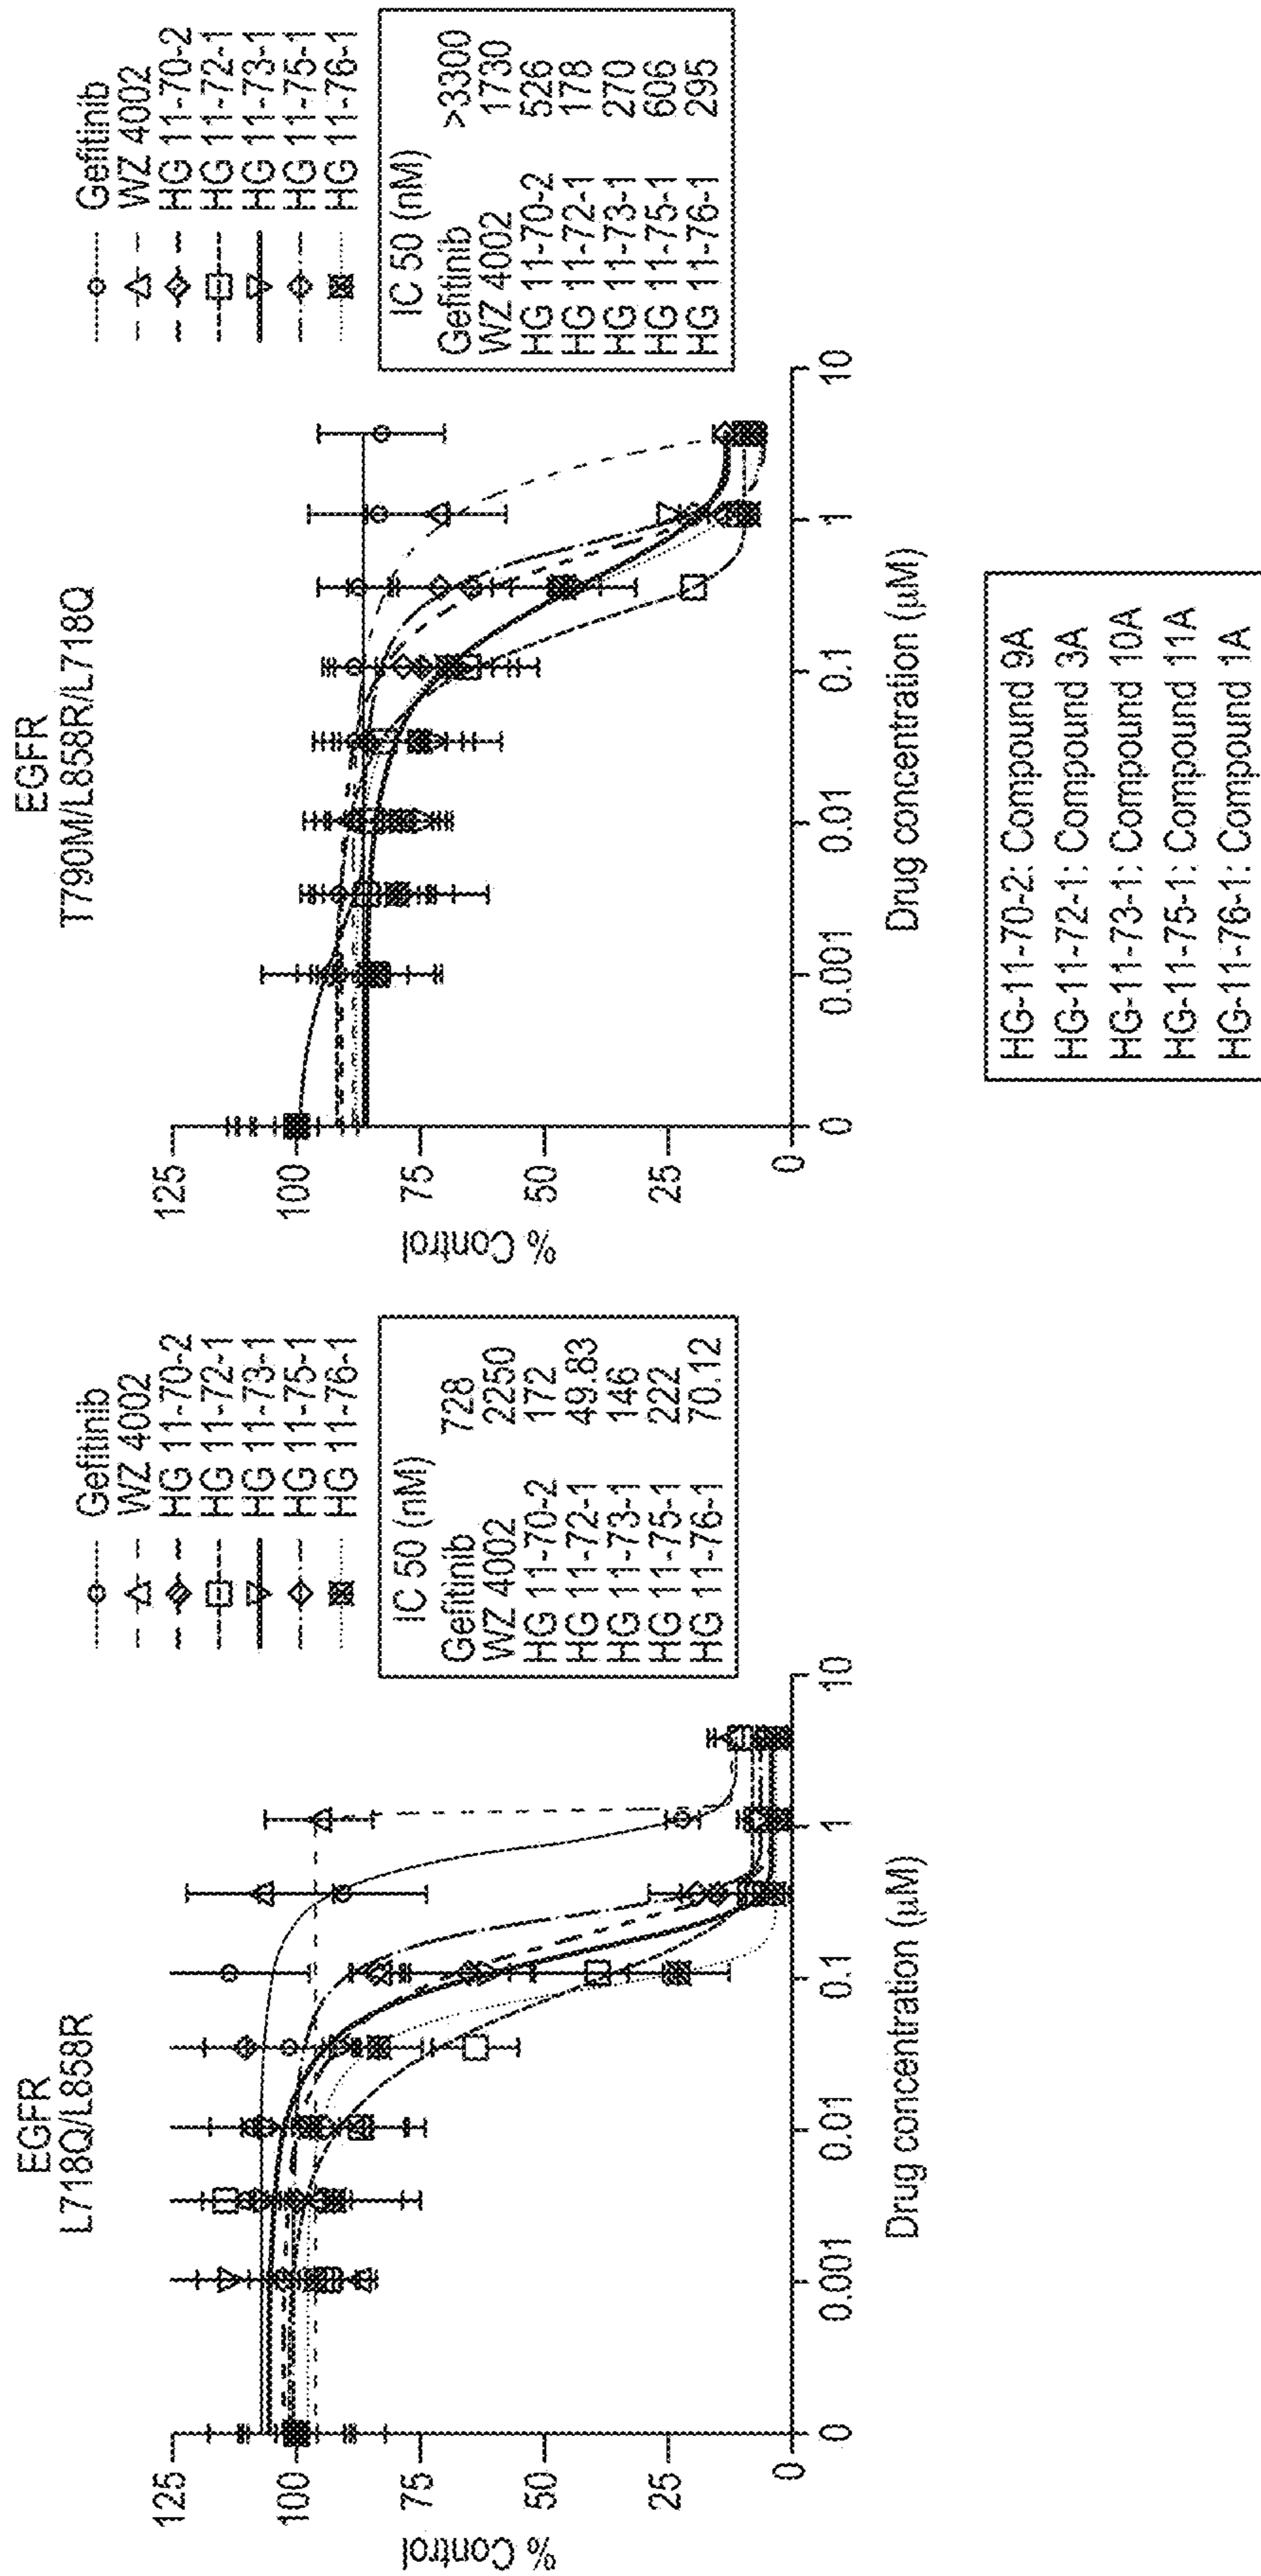 EGFR
L718Q/L858R
% Control
125
100
75
50
25
0
0
0.001
0.01
0.1
1
10
Drug concentration (µM)
Gefitinib
WZ 4002
HG 11-70-2
HG 11-72-1
HG 11-73-1
HG 11-75-1
HG 11-76-1
IC 50 (nM)
Gefitinib 728
WZ 4002 2250
HG 11-70-2 172
HG 11-72-1 49.83
HG 11-73-1 146
HG 11-75-1 222
HG 11-76-1 70.12
EGFR
T790M/L858R/L718Q
% Control
125
100
75
50
25
0
0
0.001
0.01
0.1
1
10
Drug concentration (µM)
Gefitinib
WZ 4002
HG 11-70-2
HG 11-72-1
HG 11-73-1
HG 11-75-1
HG 11-76-1
IC 50 (nM)
Gefitinib >3300
WZ 4002 1730
HG 11-70-2 526
HG 11-72-1 178
HG 11-73-1 270
HG 11-75-1 606
HG 11-76-1 295
HG-11-70-2: Compound 9A
HG-11-72-1: Compound 3A
HG-11-73-1: Compound 10A
HG-11-75-1: Compound 11A
HG-11-76-1: Compound 1A